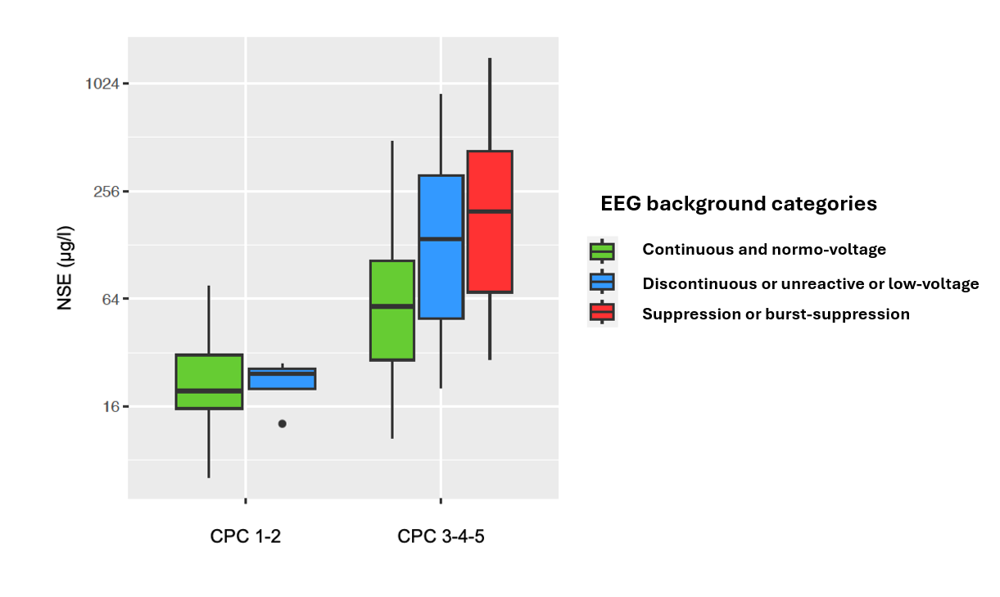 1024
256
64
16
NSE (µg/l)
CPC 1-2
CPC 3-4-5
EEG background categories
Continuous and normo-voltage
Discontinuous or unreactive or low-voltage
Suppression or burst-suppression